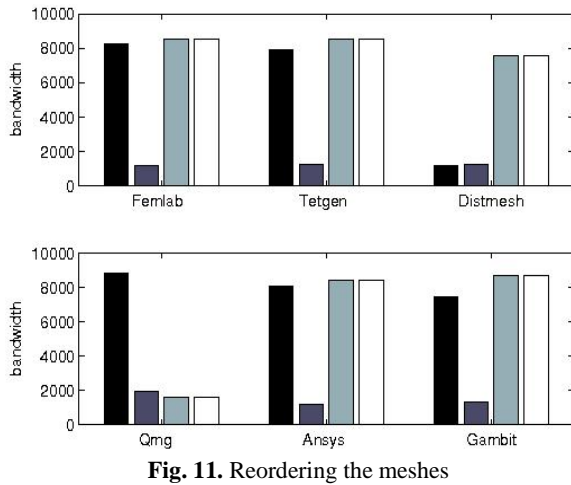 10000
8000
6000
4000
2000
0
bandwidth
Femlab Tetgen Distmesh
10000
8000
6000
4000
2000
0
bandwidth
Qmg Ansys Gambit
Fig. 11. Reordering the meshes